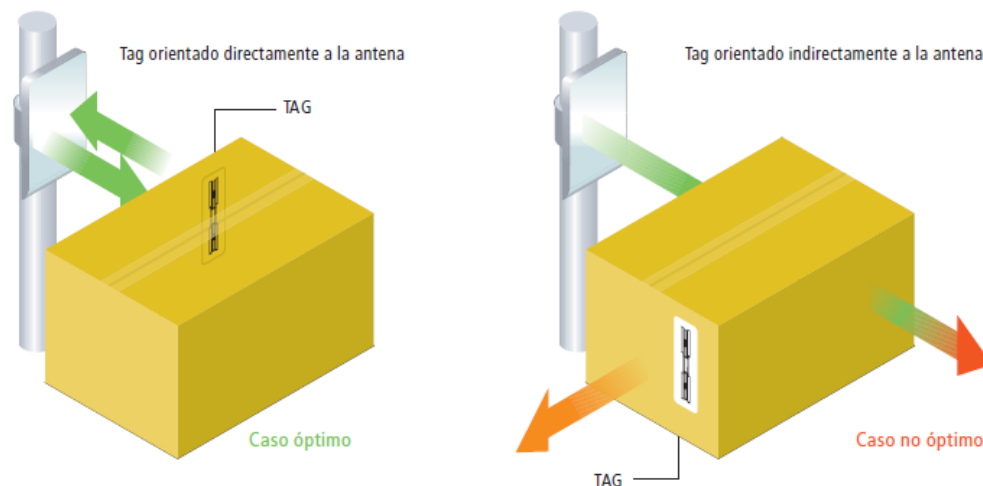 Tag orientado directamente a la antena
TAG
Caso óptimo
Tag orientado indirectamente a la antena
TAG
Caso no óptimo